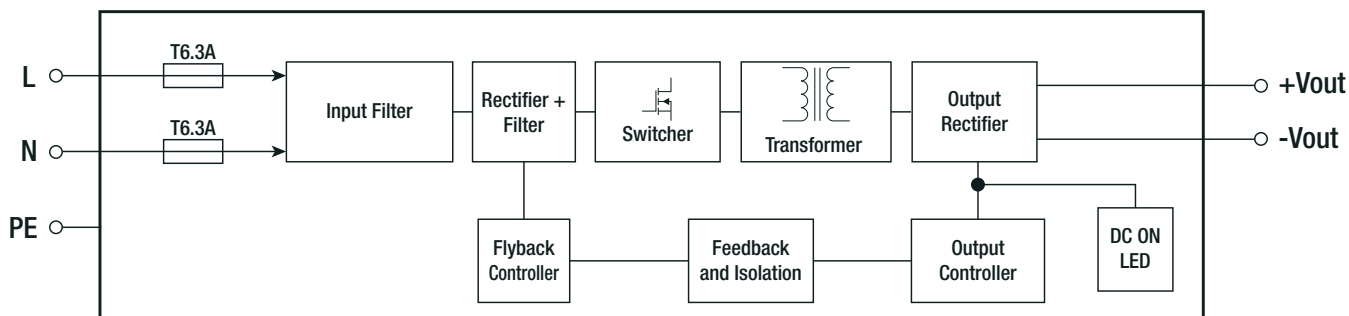 T6.3A
L
Input Filter
Rectifier +
Filter
Switcher
Transformer
Output
Rectifier
+Vout
T6.3A
N
-Vout
PE
Flyback
Controller
Feedback
and Isolation
Output
Controller
DC ON
LED